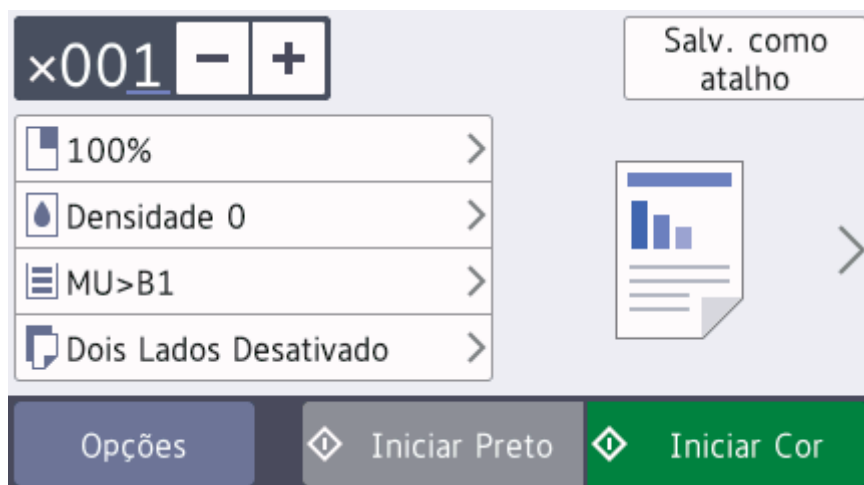 ×001 − +
Salv. como
atalho
100%
Densidade 0
MU>B1
Dois Lados Desativado
Opções
Iniciar Preto
Iniciar Cor